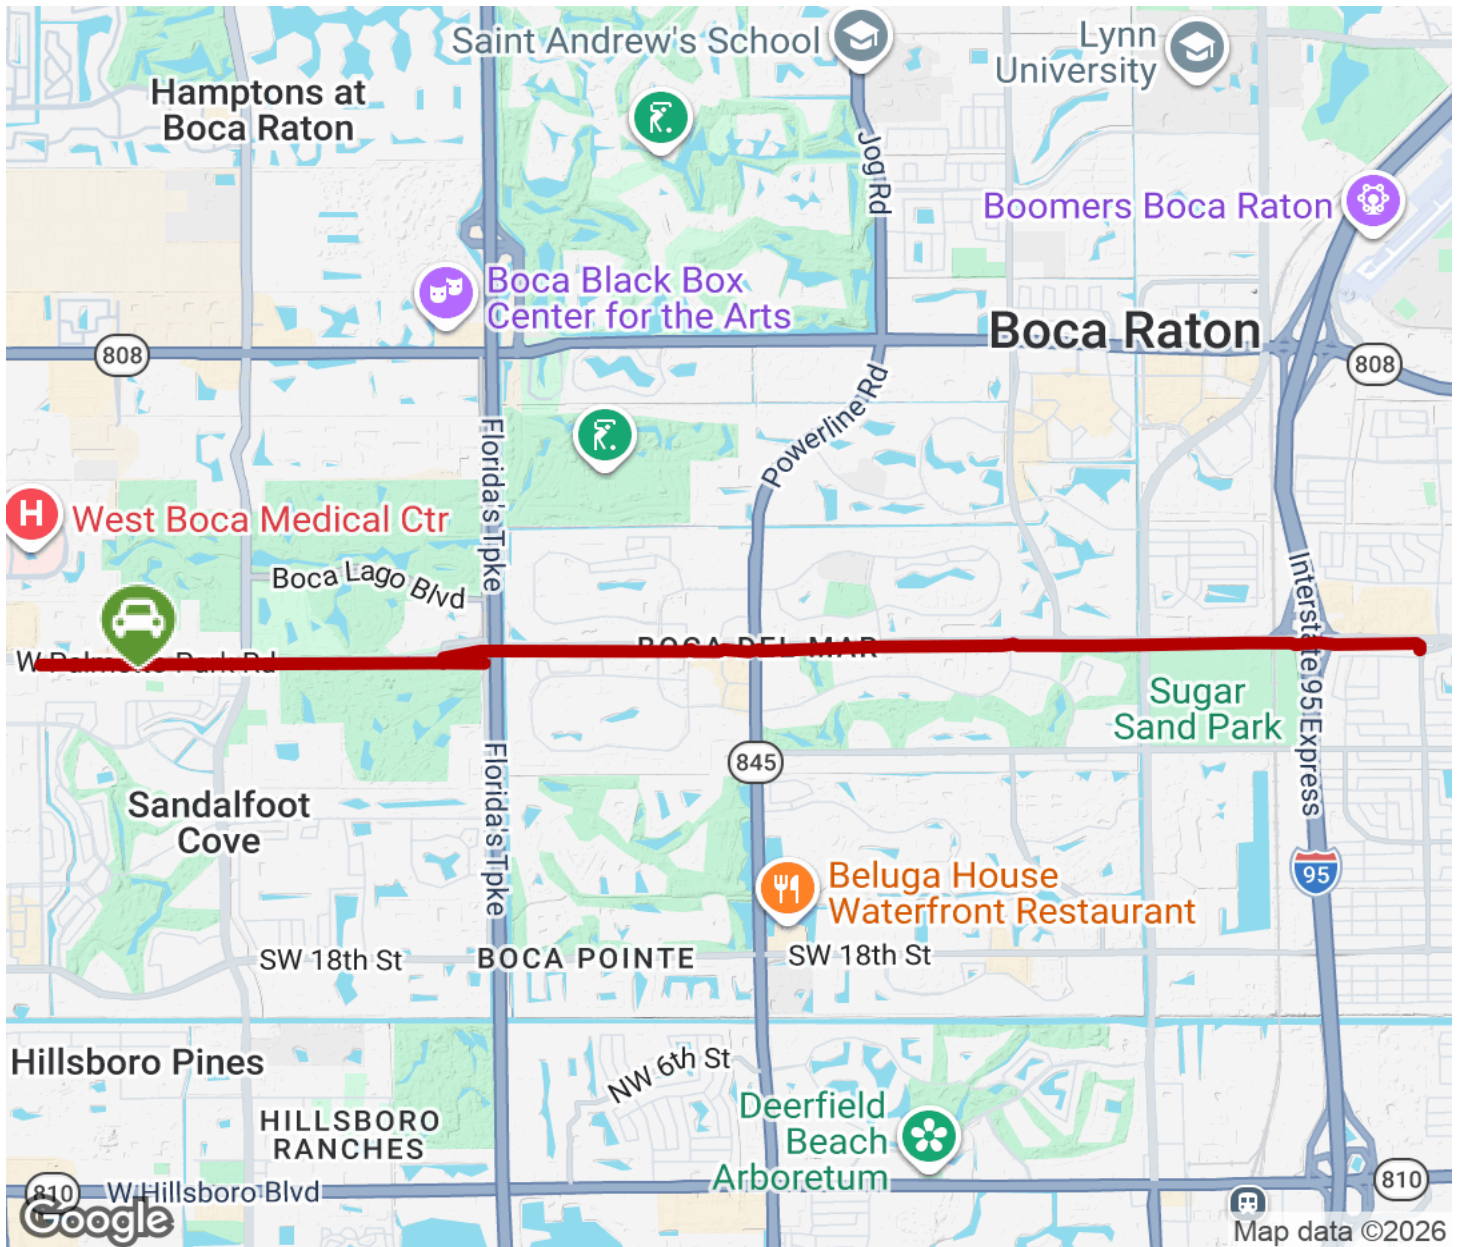 Saint Andrew's School
Lynn
University
Hamptons at
Boca Raton
Jog Rd
Boomers Boca Raton
Boca Black Box
Center for the Arts
Boca Raton
808
808
Powerline Rd
Florida's Tpke
H
West Boca Medical Ctr
Boca Lago Blvd
Interstate 95 Express
BOCA DEL MAR
W Palmetto Park Rd
Sugar
Sand Park
845
Florida's Tpke
Sandalfoot
Cove
Beluga House
Waterfront Restaurant
95
SW 18th St
BOCA POINTE
SW 18th St
Hillsboro Pines
NW 6th St
HILLSBORO
RANCHES
Deerfield
Beach
Arboretum
810
W Hillsboro Blvd
810
Google
Map data ©2026